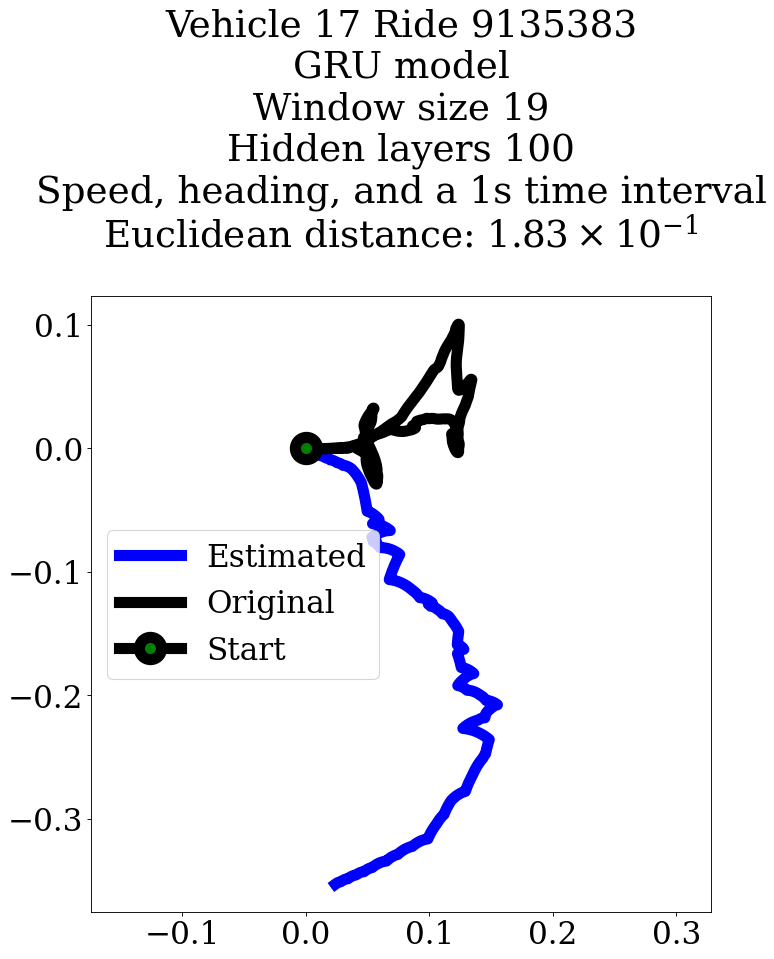 Vehicle 17 Ride 9135383
GRU model
Window size 19
Hidden layers 100
Speed, heading, and a 1s time interval
Euclidean distance: 1.83 × 10⁻¹
0.1
0.0
−0.1
−0.2
−0.3
Estimated
Original
Start
−0.1
0.0
0.1
0.2
0.3